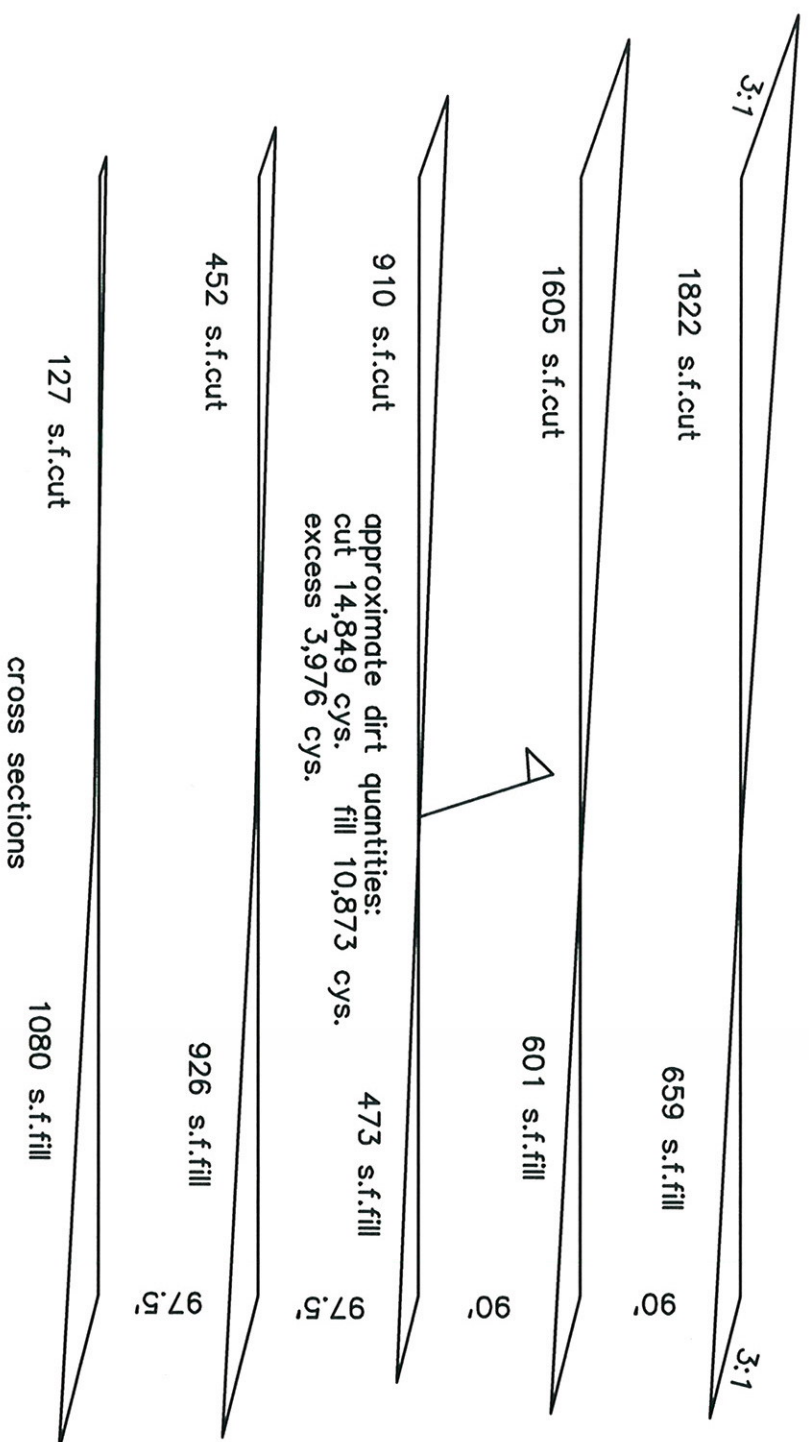 3:1
3:1
1822 s.f.cut
659 s.f.fill
90'
1605 s.f.cut
601 s.f.fill
90'
910 s.f.cut
473 s.f.fill
97.5'
approximate dirt quantities:
cut 14,849 cys. fill 10,873 cys.
excess 3,976 cys.
452 s.f.cut
926 s.f.fill
97.5'
127 s.f.cut
1080 s.f.fill
cross sections